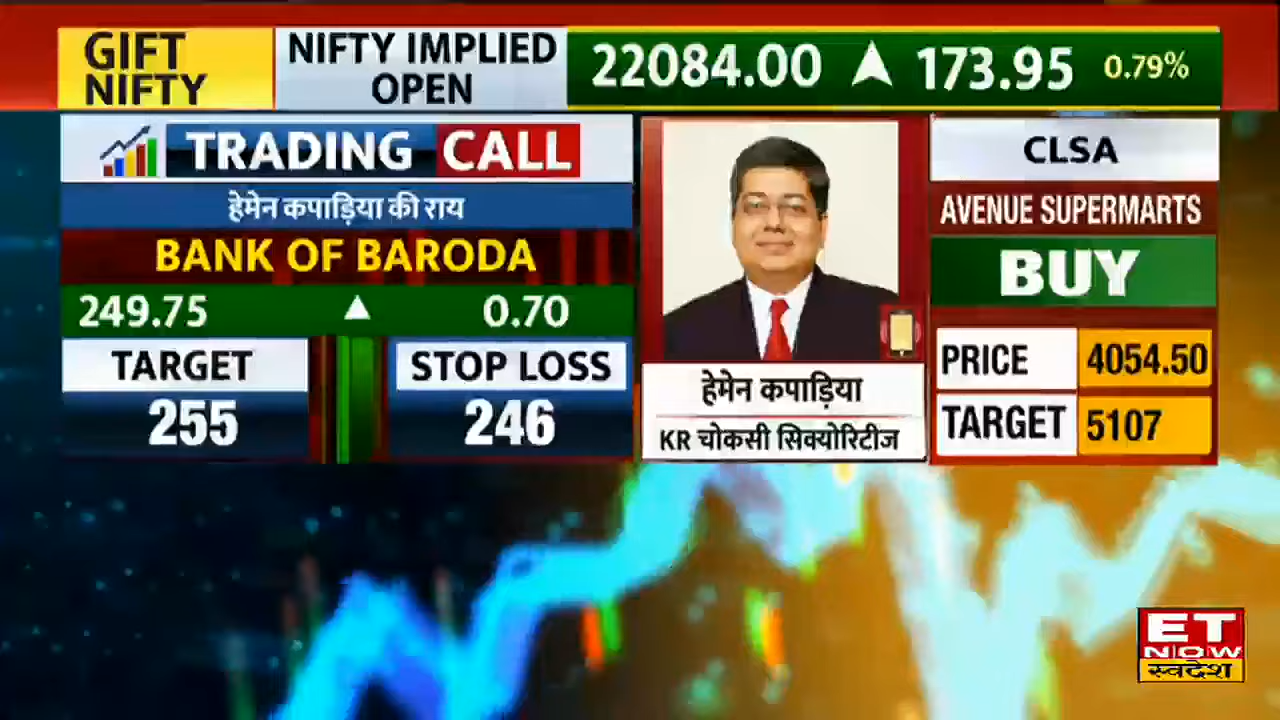 GIFT
NIFTY
NIFTY IMPLIED
OPEN
22084.00 ▲ 173.95 0.79%
TRADING CALL
हेमेन कपाड़िया की राय
BANK OF BARODA
249.75 ▲ 0.70
TARGET
255
STOP LOSS
246
हेमेन कपाड़िया
KR चोकसी सिक्योरिटीज
CLSA
AVENUE SUPERMARTS
BUY
PRICE 4054.50
TARGET 5107
ET
NOW
स्वदेश